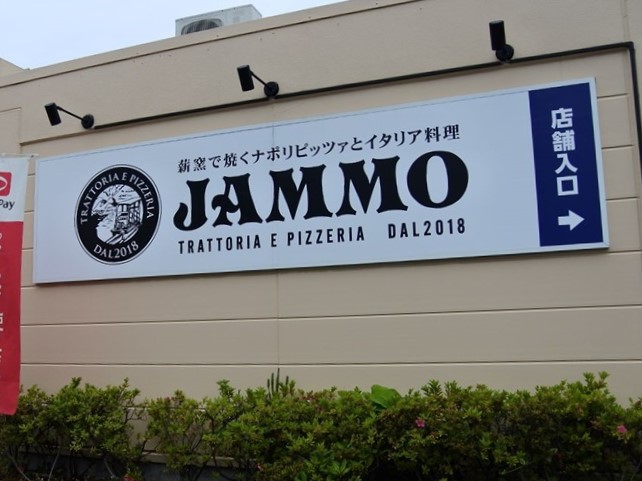 薪窯で焼くナポリピッツァとイタリア料理
JAMMO
TRATTORIA E PIZZERIA DAL2018
TRATTORIA E PIZZERIA
DAL2018
店舗入口
→
Pay